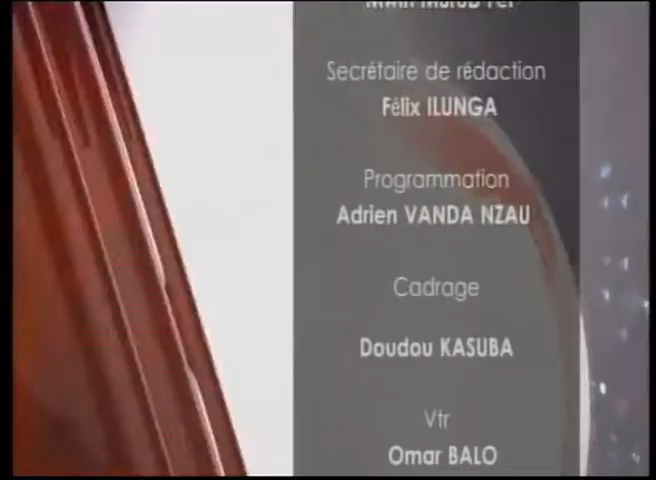 Secrétaire de rédaction
Félix ILUNGA
Programmation
Adrien VANDA NZAU
Cadrage
Doudou KASUBA
Vtr
Omar BALO